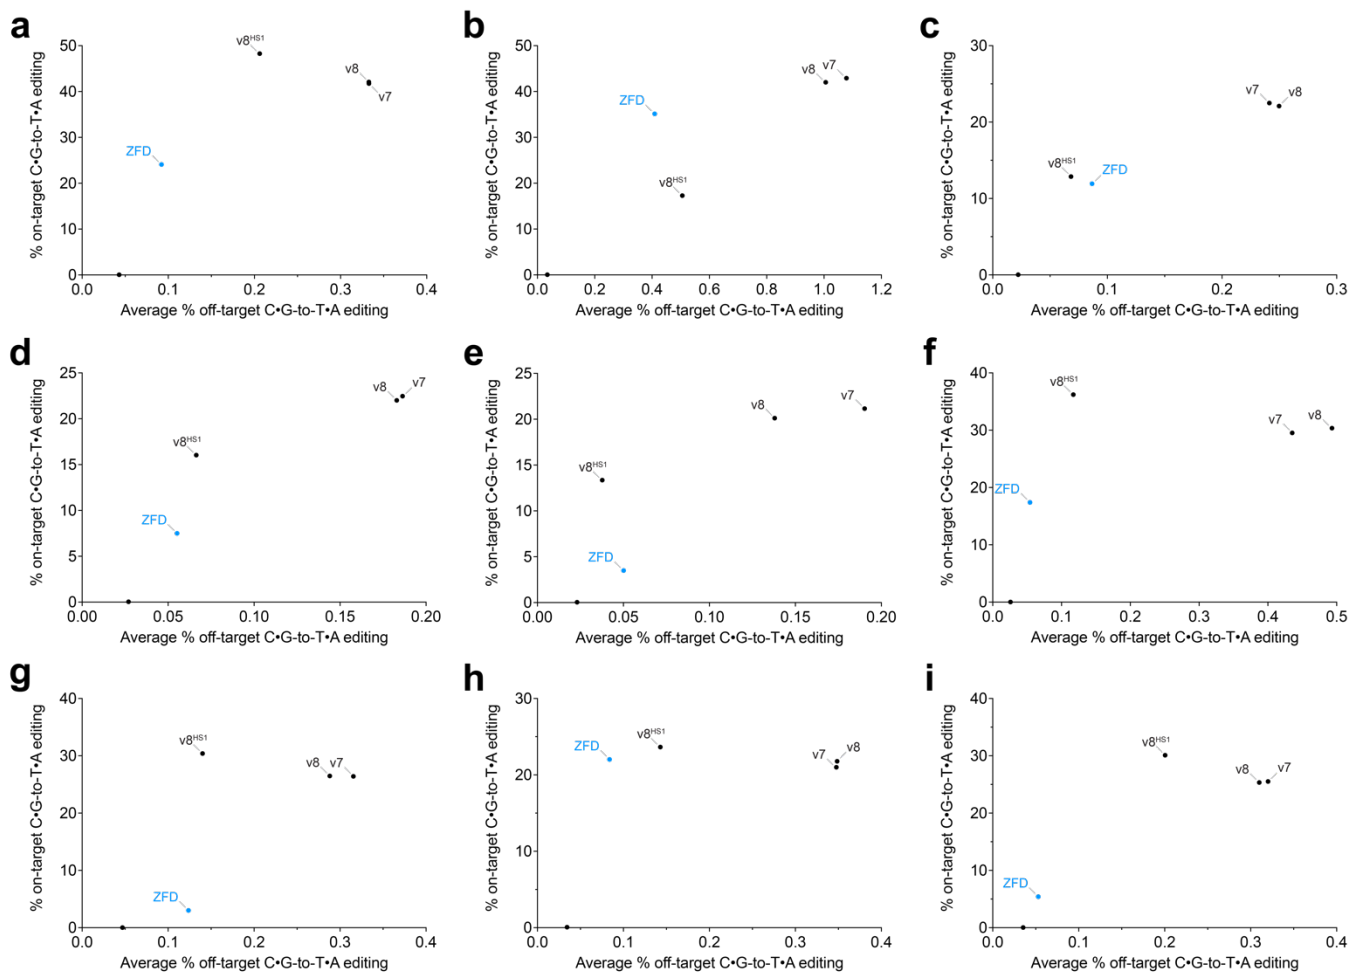 a
% on-target C•G-to-T•A editing
50
40
30
20
10
0
v8HS1
v8
v7
ZFD
0.0 0.1 0.2 0.3 0.4
Average % off-target C•G-to-T•A editing
b
% on-target C•G-to-T•A editing
50
40
30
20
10
0
v8 v7
ZFD
v8HS1
0.0 0.2 0.4 0.6 0.8 1.0 1.2
Average % off-target C•G-to-T•A editing
c
% on-target C•G-to-T•A editing
30
20
10
0
v7 v8
v8HS1 ZFD
0.0 0.1 0.2 0.3
Average % off-target C•G-to-T•A editing
d
% on-target C•G-to-T•A editing
25
20
15
10
5
0
v8 v7
v8HS1
ZFD
0.00 0.05 0.10 0.15 0.20
Average % off-target C•G-to-T•A editing
e
% on-target C•G-to-T•A editing
25
20
15
10
5
0
v8 v7
v8HS1
ZFD
0.00 0.05 0.10 0.15 0.20
Average % off-target C•G-to-T•A editing
f
% on-target C•G-to-T•A editing
40
30
20
10
0
v8HS1
v7 v8
ZFD
0.0 0.1 0.2 0.3 0.4 0.5
Average % off-target C•G-to-T•A editing
g
% on-target C•G-to-T•A editing
40
30
20
10
0
v8HS1
v8 v7
ZFD
0.0 0.1 0.2 0.3 0.4
Average % off-target C•G-to-T•A editing
h
% on-target C•G-to-T•A editing
30
20
10
0
ZFD v8HS1
v7 v8
0.0 0.1 0.2 0.3 0.4
Average % off-target C•G-to-T•A editing
i
% on-target C•G-to-T•A editing
40
30
20
10
0
v8HS1
v8 v7
ZFD
0.0 0.1 0.2 0.3 0.4
Average % off-target C•G-to-T•A editing